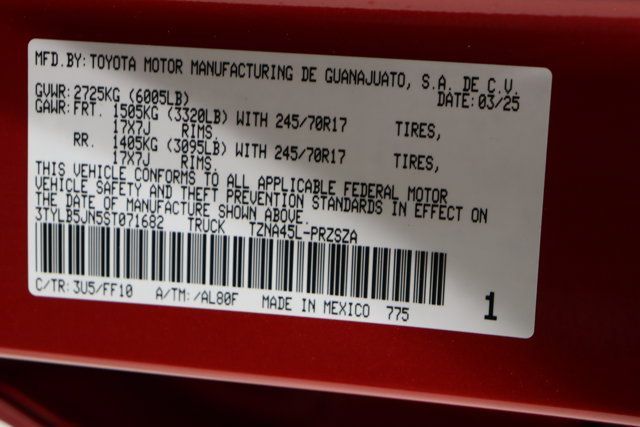 MFD.BY:TOYOTA MOTOR MANUFACTURING DE GUANAJUATO, S.A. DE C.V.
GVWR:2725KG (6005LB) DATE: 03/25
GAWR:FRT. 1505KG (3320LB) WITH 245/70R17 TIRES,
17X7J RIMS.
RR. 1405KG (3095LB) WITH 245/70R17 TIRES,
17X7J RIMS.
THIS VEHICLE CONFORMS TO ALL APPLICABLE FEDERAL MOTOR
VEHICLE SAFETY AND THEFT PREVENTION STANDARDS IN EFFECT ON
THE DATE OF MANUFACTURE SHOWN ABOVE.
3TYLB5JN5ST071682 TRUCK TZNA45L-PRZSZA
C/TR: 3U5/FF10 A/TM: /AL80F MADE IN MEXICO 775 1